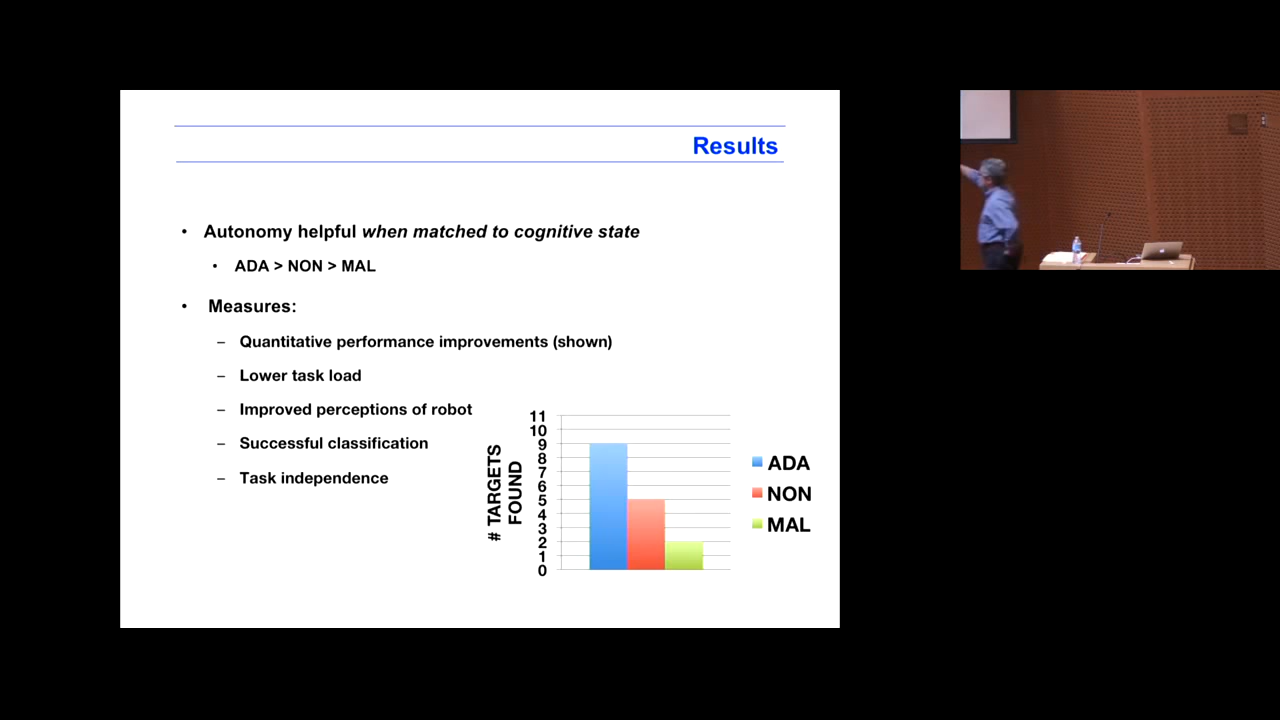 Results
• Autonomy helpful when matched to cognitive state
• ADA > NON > MAL
• Measures:
– Quantitative performance improvements (shown)
– Lower task load
– Improved perceptions of robot
– Successful classification
– Task independence
# TARGETS
FOUND
11
10
9
8
7
6
5
4
3
2
1
0
ADA
NON
MAL